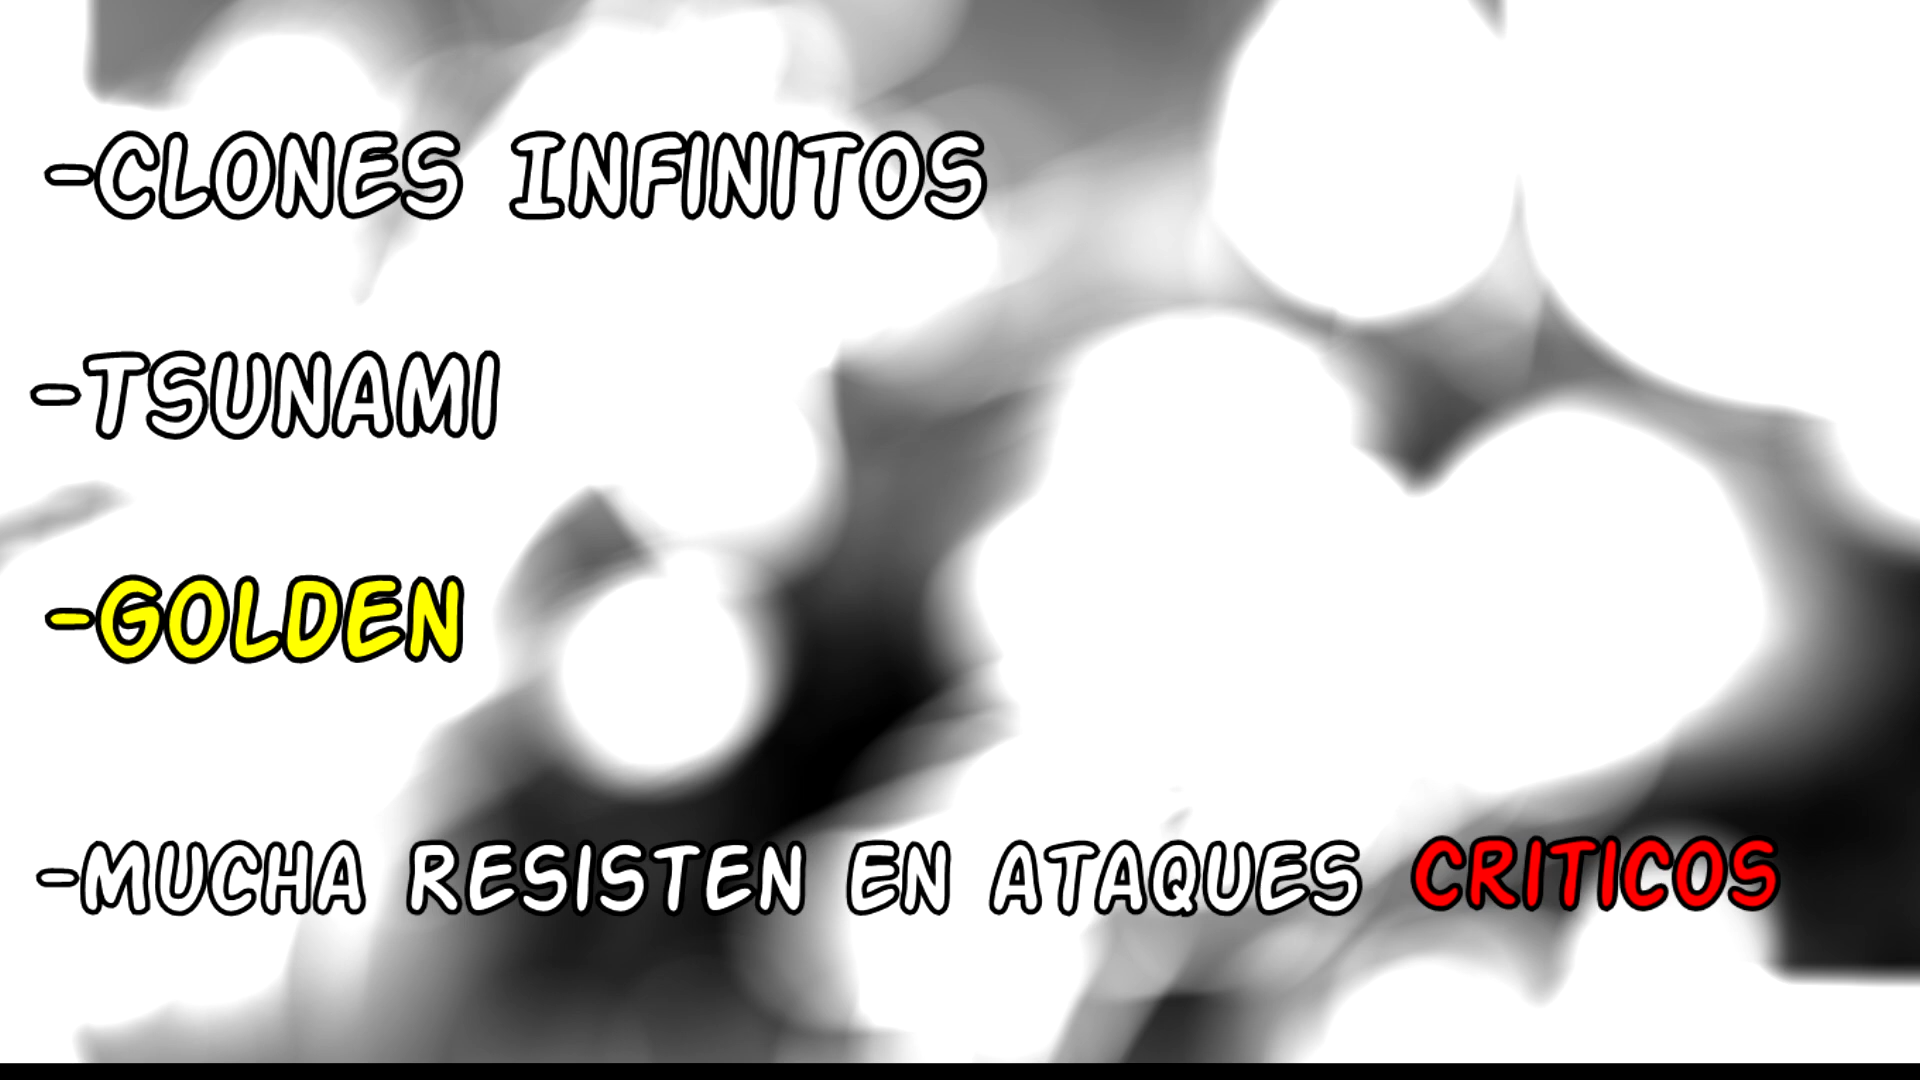 -CLONES INFINITOS
-TSUNAMI
-GOLDEN
-MUCHA RESISTEN EN ATAQUES CRITICOS